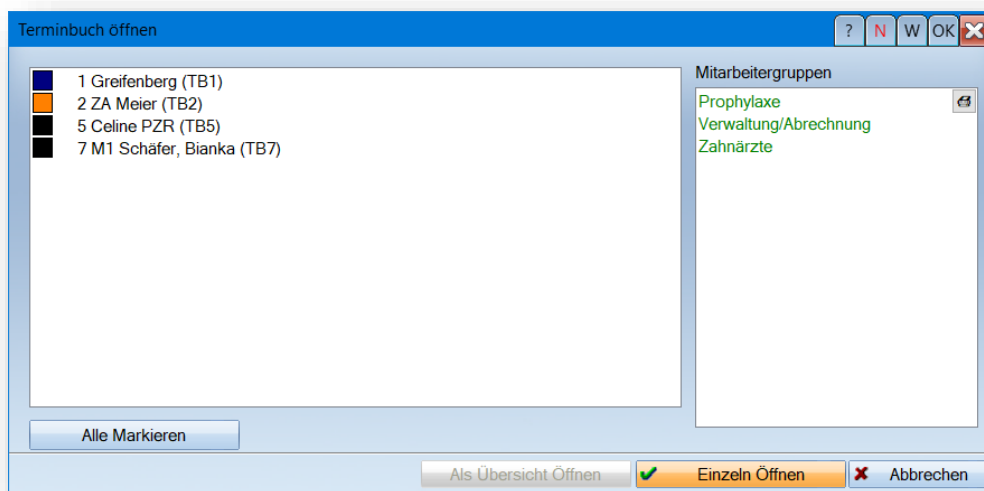 Terminbuch öffnen
? N W OK
1 Greifenberg (TB1)
2 ZA Meier (TB2)
5 Celine PZR (TB5)
7 M1 Schäfer, Bianka (TB7)
Mitarbeitergruppen
Prophylaxe
Verwaltung/Abrechnung
Zahnärzte
Alle Markieren
Als Übersicht Öffnen
Einzeln Öffnen
Abbrechen